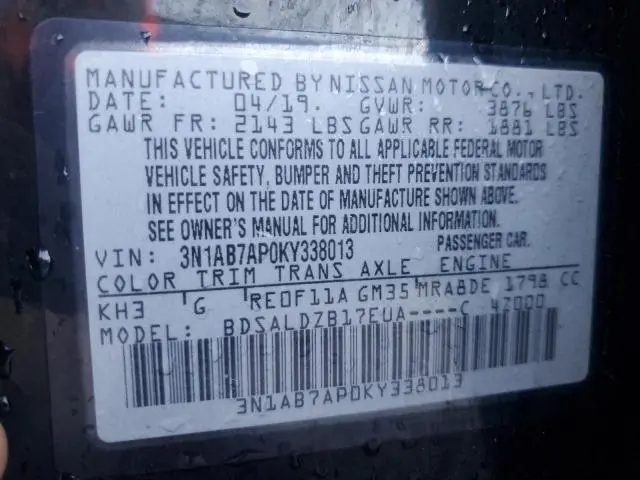 MANUFACTURED BY NISSAN MOTOR CO., LTD.
DATE: 04/19. GVWR: 3876 LBS
GAWR FR: 2143 LBS GAWR RR: 1881 LBS
THIS VEHICLE CONFORMS TO ALL APPLICABLE FEDERAL MOTOR
VEHICLE SAFETY, BUMPER AND THEFT PREVENTION STANDARDS
IN EFFECT ON THE DATE OF MANUFACTURE SHOWN ABOVE.
SEE OWNER'S MANUAL FOR ADDITIONAL INFORMATION.
VIN: 3N1AB7AP0KY338013 PASSENGER CAR.
COLOR TRIM TRANS AXLE ENGINE
KH3 G RE0F11A GM35 MRA8DE 1798 CC
MODEL: BDSALDZB17EUA----C 42000
3N1AB7AP0KY338013